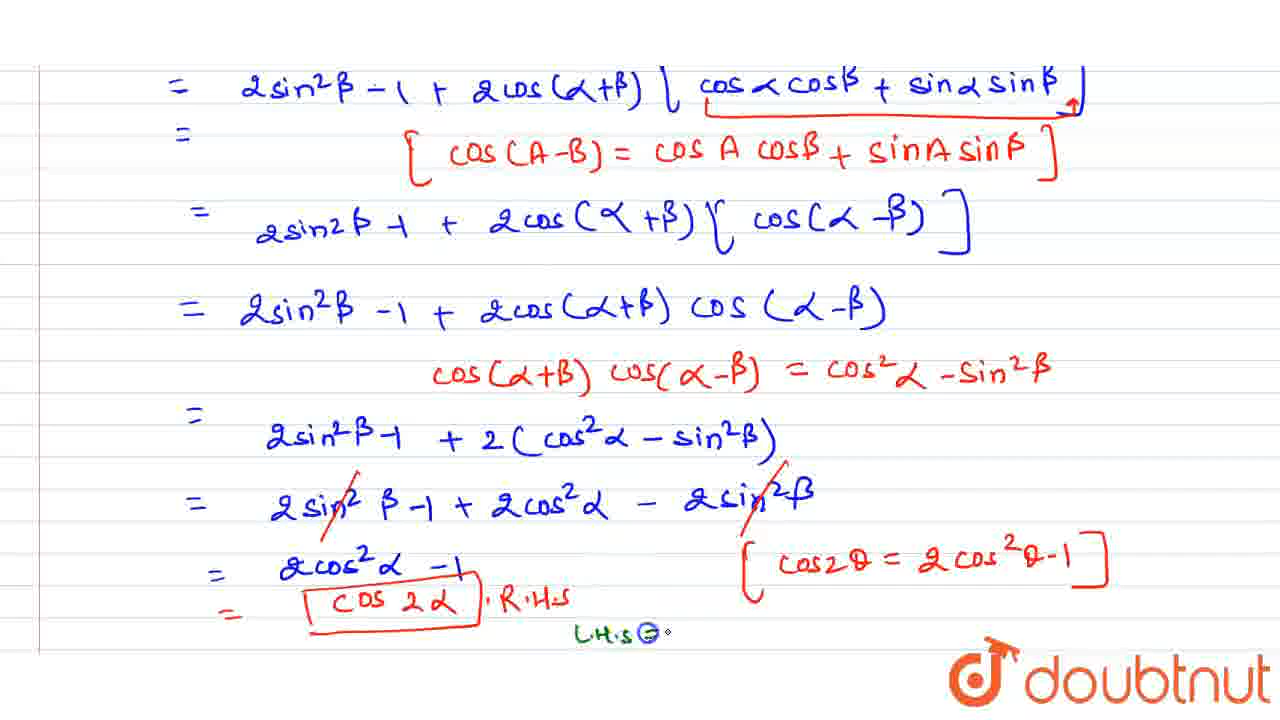 = 2sin²β - 1 + 2cos(α+β) [ cosα cosβ + sinα sinβ ]
=
[ cos(A-B) = cos A cosβ + sinA sinβ ]
= 2sin2β - 1 + 2cos(α+β) [ cos(α-β) ]
= 2sin²β - 1 + 2cos(α+β) cos(α-β)
cos(α+β) cos(α-β) = cos²α - sin²β
=
2sin²β - 1 + 2(cos²α - sin²β)
= 2sin²β - 1 + 2cos²α - 2sin²β
= 2cos²α - 1 [ cos2θ = 2cos²θ-1 ]
= cos 2α . R.H.S
L.H.S =
doubtnut